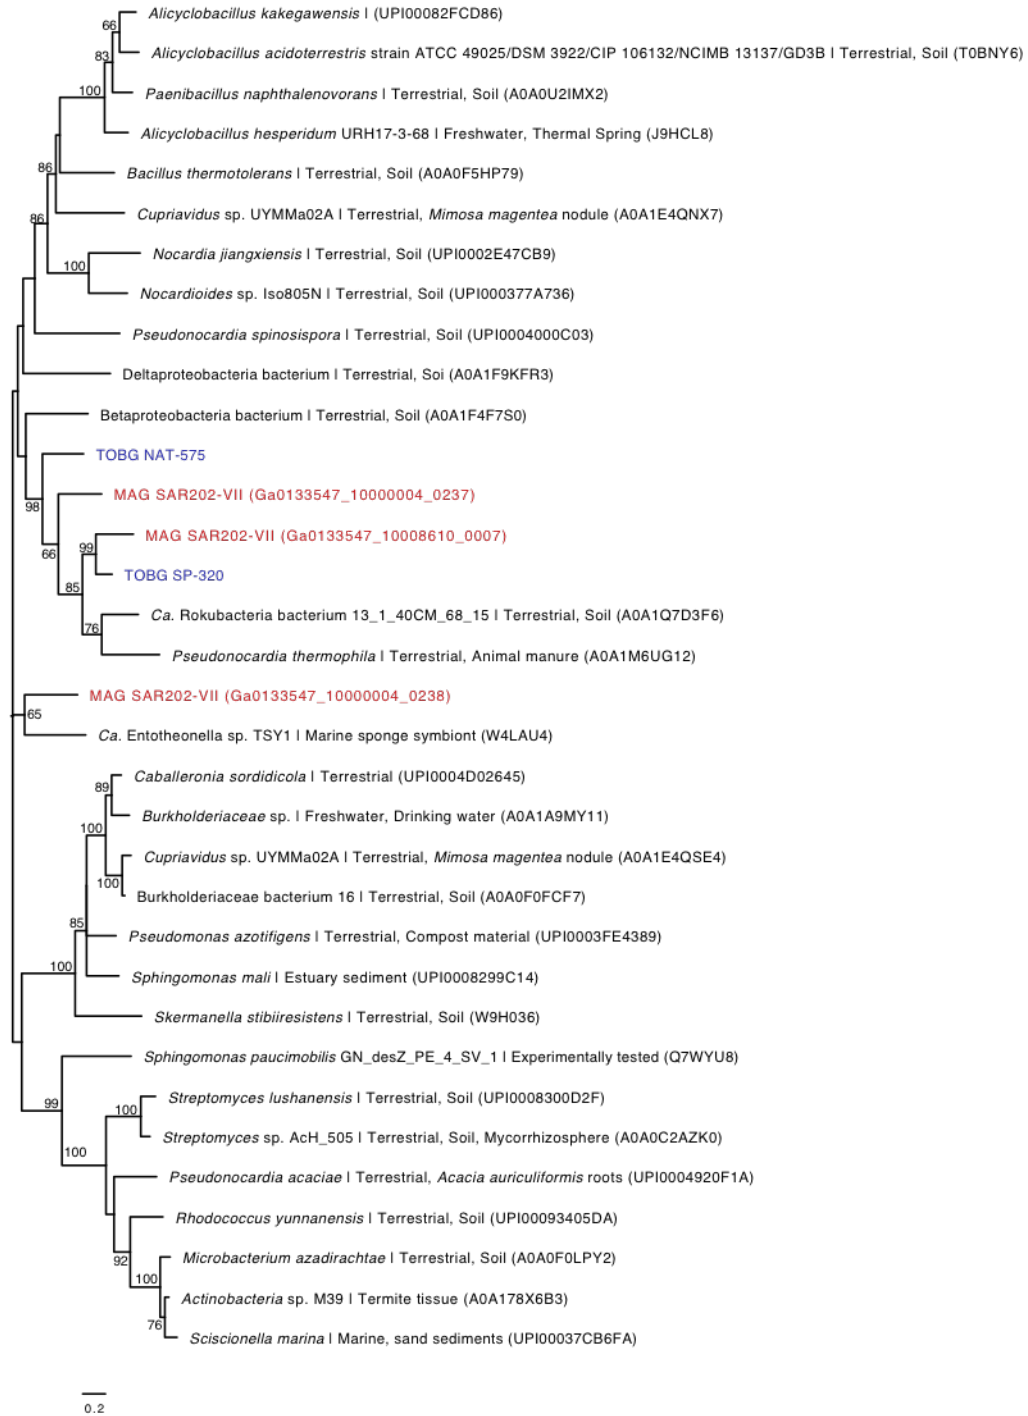 Alicyclobacillus kakegawensis | (UPI00082FCD86)
66
Alicyclobacillus acidoterrestris strain ATCC 49025/DSM 3922/CIP 106132/NCIMB 13137/GD3B | Terrestrial, Soil (T0BNY6)
83
Paenibacillus naphthalenovorans | Terrestrial, Soil (A0A0U2IMX2)
100
Alicyclobacillus hesperidum URH17-3-68 | Freshwater, Thermal Spring (J9HCL8)
86
Bacillus thermotolerans | Terrestrial, Soil (A0A0F5HP79)
Cupriavidus sp. UYMMa02A | Terrestrial, Mimosa magentea nodule (A0A1E4QNX7)
86
Nocardia jiangxiensis | Terrestrial, Soil (UPI0002E47CB9)
100
Nocardioides sp. Iso805N | Terrestrial, Soil (UPI000377A736)
Pseudonocardia spinosispora | Terrestrial, Soil (UPI0004000C03)
Deltaproteobacteria bacterium | Terrestrial, Soi (A0A1F9KFR3)
Betaproteobacteria bacterium | Terrestrial, Soil (A0A1F4F7S0)
TOBG NAT-575
MAG SAR202-VII (Ga0133547_10000004_0237)
98
MAG SAR202-VII (Ga0133547_10008610_0007)
99
66
TOBG SP-320
85
Ca. Rokubacteria bacterium 13_1_40CM_68_15 | Terrestrial, Soil (A0A1Q7D3F6)
76
Pseudonocardia thermophila | Terrestrial, Animal manure (A0A1M6UG12)
MAG SAR202-VII (Ga0133547_10000004_0238)
65
Ca. Entotheonella sp. TSY1 | Marine sponge symbiont (W4LAU4)
Caballeronia sordidicola | Terrestrial (UPI0004D02645)
89
Burkholderiaceae sp. | Freshwater, Drinking water (A0A1A9MY11)
100
Cupriavidus sp. UYMMa02A | Terrestrial, Mimosa magentea nodule (A0A1E4QSE4)
100
Burkholderiaceae bacterium 16 | Terrestrial, Soil (A0A0F0FCF7)
85
Pseudomonas azotifigens | Terrestrial, Compost material (UPI0003FE4389)
100
Sphingomonas mali | Estuary sediment (UPI0008299C14)
Skermanella stibiiresistens | Terrestrial, Soil (W9H036)
Sphingomonas paucimobilis GN_desZ_PE_4_SV_1 | Experimentally tested (Q7WYU8)
Streptomyces lushanensis | Terrestrial, Soil (UPI0008300D2F)
99
100
Streptomyces sp. AcH_505 | Terrestrial, Soil, Mycorrhizosphere (A0A0C2AZK0)
100
Pseudonocardia acaciae | Terrestrial, Acacia auriculiformis roots (UPI0004920F1A)
Rhodococcus yunnanensis | Terrestrial, Soil (UPI00093405DA)
92
Microbacterium azadirachtae | Terrestrial, Soil (A0A0F0LPY2)
100
Actinobacteria sp. M39 | Termite tissue (A0A178X6B3)
76
Sciscionella marina | Marine, sand sediments (UPI00037CB6FA)
0.2